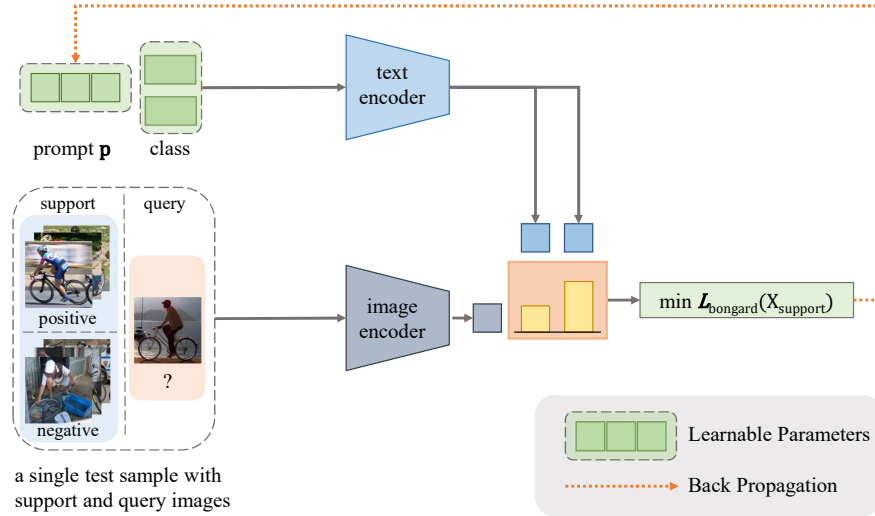 text
encoder
prompt p
class
support
query
positive
?
negative
image
encoder
min L_bongard(X_support)
a single test sample with
support and query images
Learnable Parameters
Back Propagation